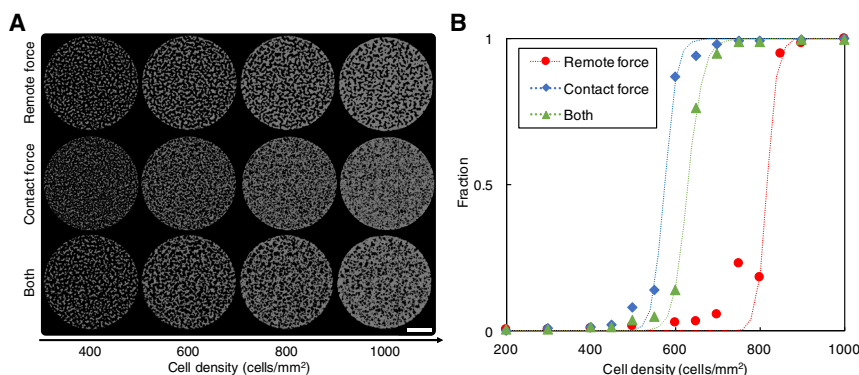 A
Remote force
Contact force
Both
400 600 800 1000
Cell density (cells/mm²)
B
1
0.5
0
Fraction
Remote force
Contact force
Both
200 400 600 800 1000
Cell density (cells/mm²)